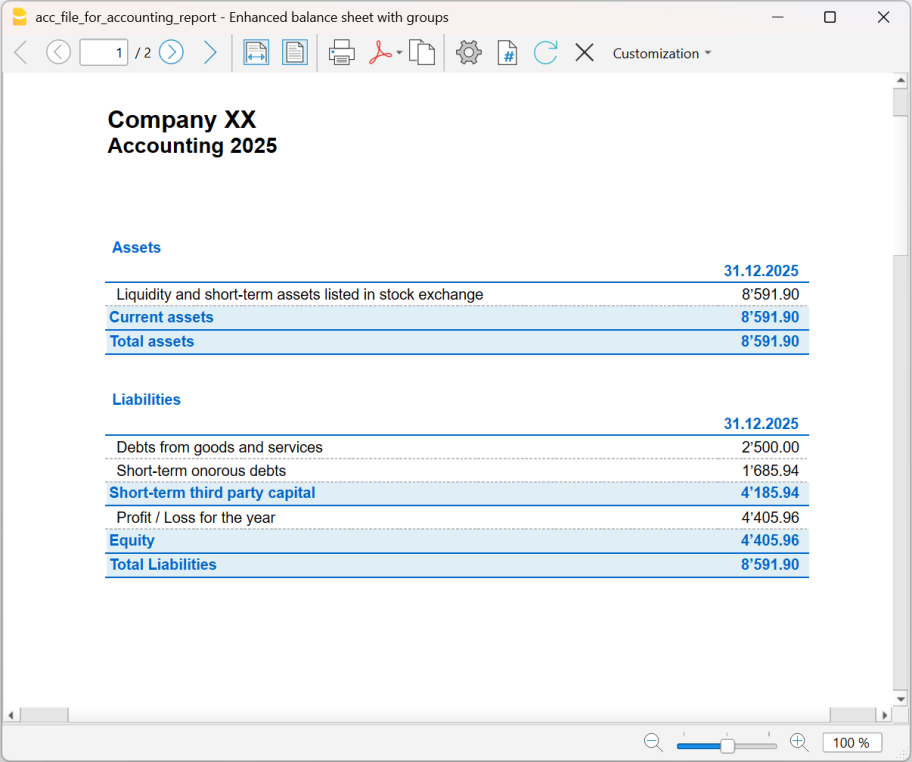 acc_file_for_accounting_report - Enhanced balance sheet with groups
1 / 2 # Customization
Company XX
Accounting 2025
Assets
31.12.2025
Liquidity and short-term assets listed in stock exchange 8’591.90
Current assets 8’591.90
Total assets 8’591.90
Liabilities
31.12.2025
Debts from goods and services 2’500.00
Short-term onorous debts 1’685.94
Short-term third party capital 4’185.94
Profit / Loss for the year 4’405.96
Equity 4’405.96
Total Liabilities 8’591.90
100 %